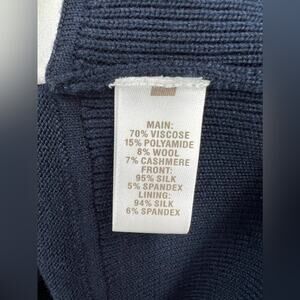 MAIN:
70% VISCOSE
15% POLYAMIDE
8% WOOL
7% CASHMERE
FRONT:
95% SILK
5% SPANDEX
LINING:
94% SILK
6% SPANDEX